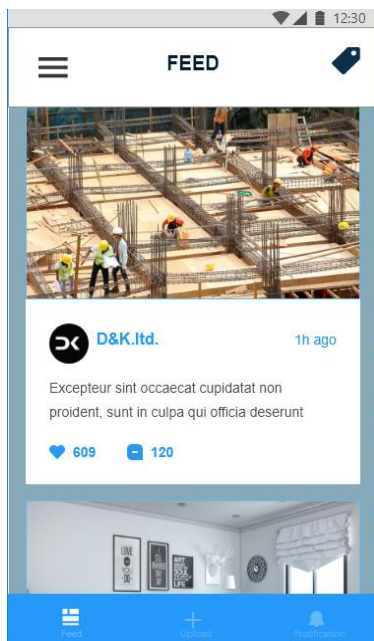 12:30
FEED
D&K.ltd.
1h ago
Excepteur sint occaecat cupidatat non
proident, sunt in culpa qui officia deserunt
609
120
LOVE
Feed
Upload
Notification